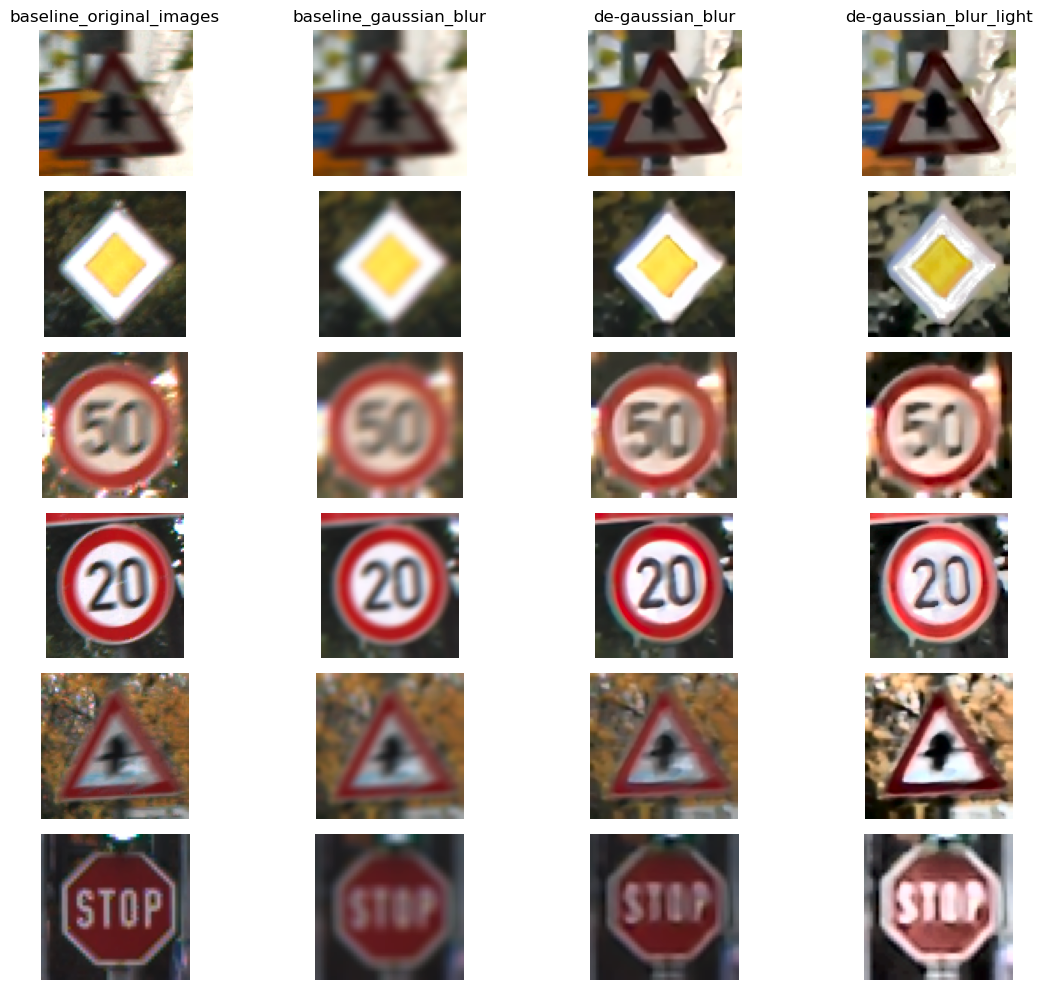 baseline_original_images baseline_gaussian_blur de-gaussian_blur de-gaussian_blur_light
50 50 50 50
20 20 20 20
STOP STOP STOP STOP